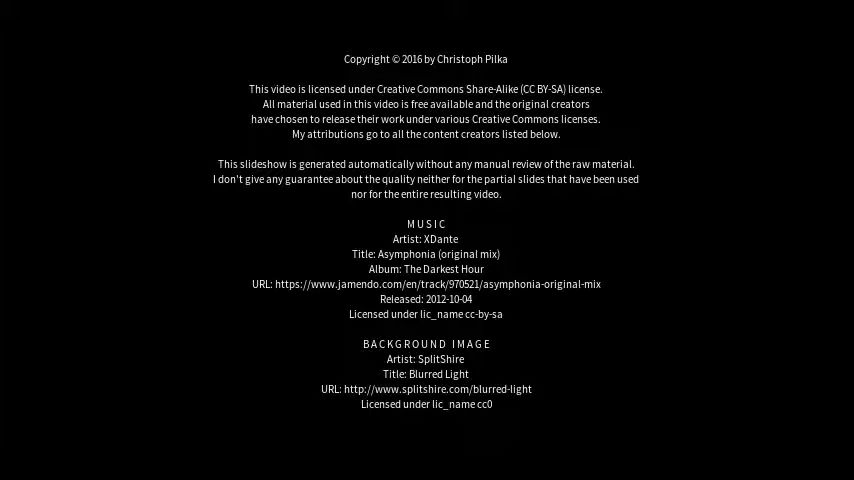 Copyright © 2016 by Christoph Pilka
This video is licensed under Creative Commons Share-Alike (CC BY-SA) license.
All material used in this video is free available and the original creators
have chosen to release their work under various Creative Commons licenses.
My attributions go to all the content creators listed below.
This slideshow is generated automatically without any manual review of the raw material.
I don't give any guarantee about the quality neither for the partial slides that have been used
nor for the entire resulting video.
MUSIC
Artist: XDante
Title: Asymphonia (original mix)
Album: The Darkest Hour
URL: https://www.jamendo.com/en/track/970521/asymphonia-original-mix
Released: 2012-10-04
Licensed under lic_name cc-by-sa
BACKGROUND IMAGE
Artist: SplitShire
Title: Blurred Light
URL: http://www.splitshire.com/blurred-light
Licensed under lic_name cc0